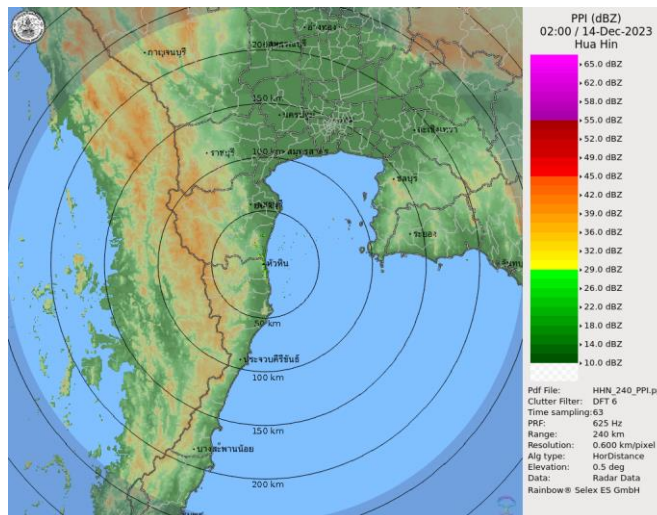 PPI (dBZ)
02:00 / 14-Dec-2023
Hua Hin
65.0 dBZ
62.0 dBZ
58.0 dBZ
55.0 dBZ
52.0 dBZ
49.0 dBZ
45.0 dBZ
42.0 dBZ
39.0 dBZ
36.0 dBZ
32.0 dBZ
29.0 dBZ
26.0 dBZ
22.0 dBZ
18.0 dBZ
14.0 dBZ
10.0 dBZ
Pdf File: HHN_240_PPI.p
Clutter Filter: DFT 6
Time sampling: 63
PRF: 625 Hz
Range: 240 km
Resolution: 0.600 km/pixel
Alg type: HorDistance
Elevation: 0.5 deg
Data: Radar Data
Rainbow® Selex ES GmbH
อ่างทอง
กาญจนบุรี
200
150 km
นครปฐม
ฉะเชิงเทรา
ราชบุรี
100 km
สมุทรสาคร
ชลบุรี
ระยอง
หัวหิน
50 km
ประจวบคีรีขันธ์
100 km
150 km
บางสะพานน้อย
200 km